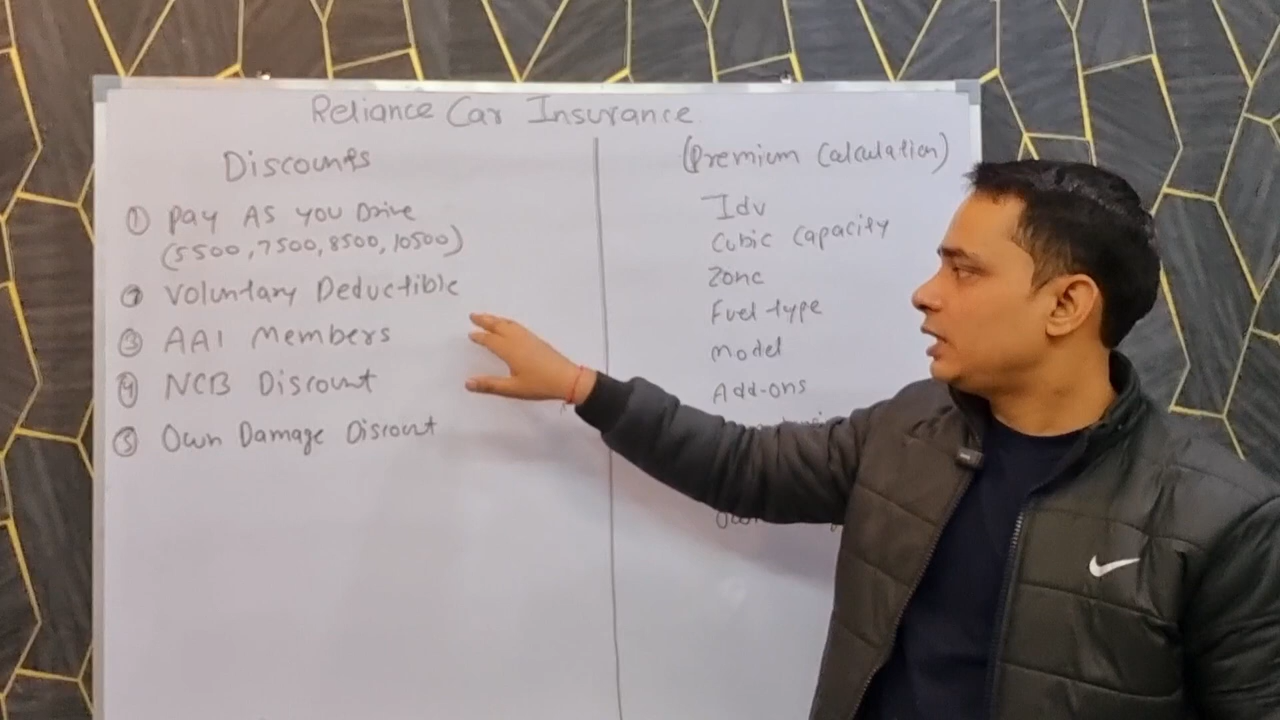 Reliance Car Insurance
Discounts
① Pay As You Drive
(5500, 7500, 8500, 10500)
② Voluntary Deductible
③ AAI Members
④ NCB Discount
⑤ Own Damage Discount
(Premium Calculation)
Idv
Cubic Capacity
Zone
Fuel type
Model
Add-ons
Own